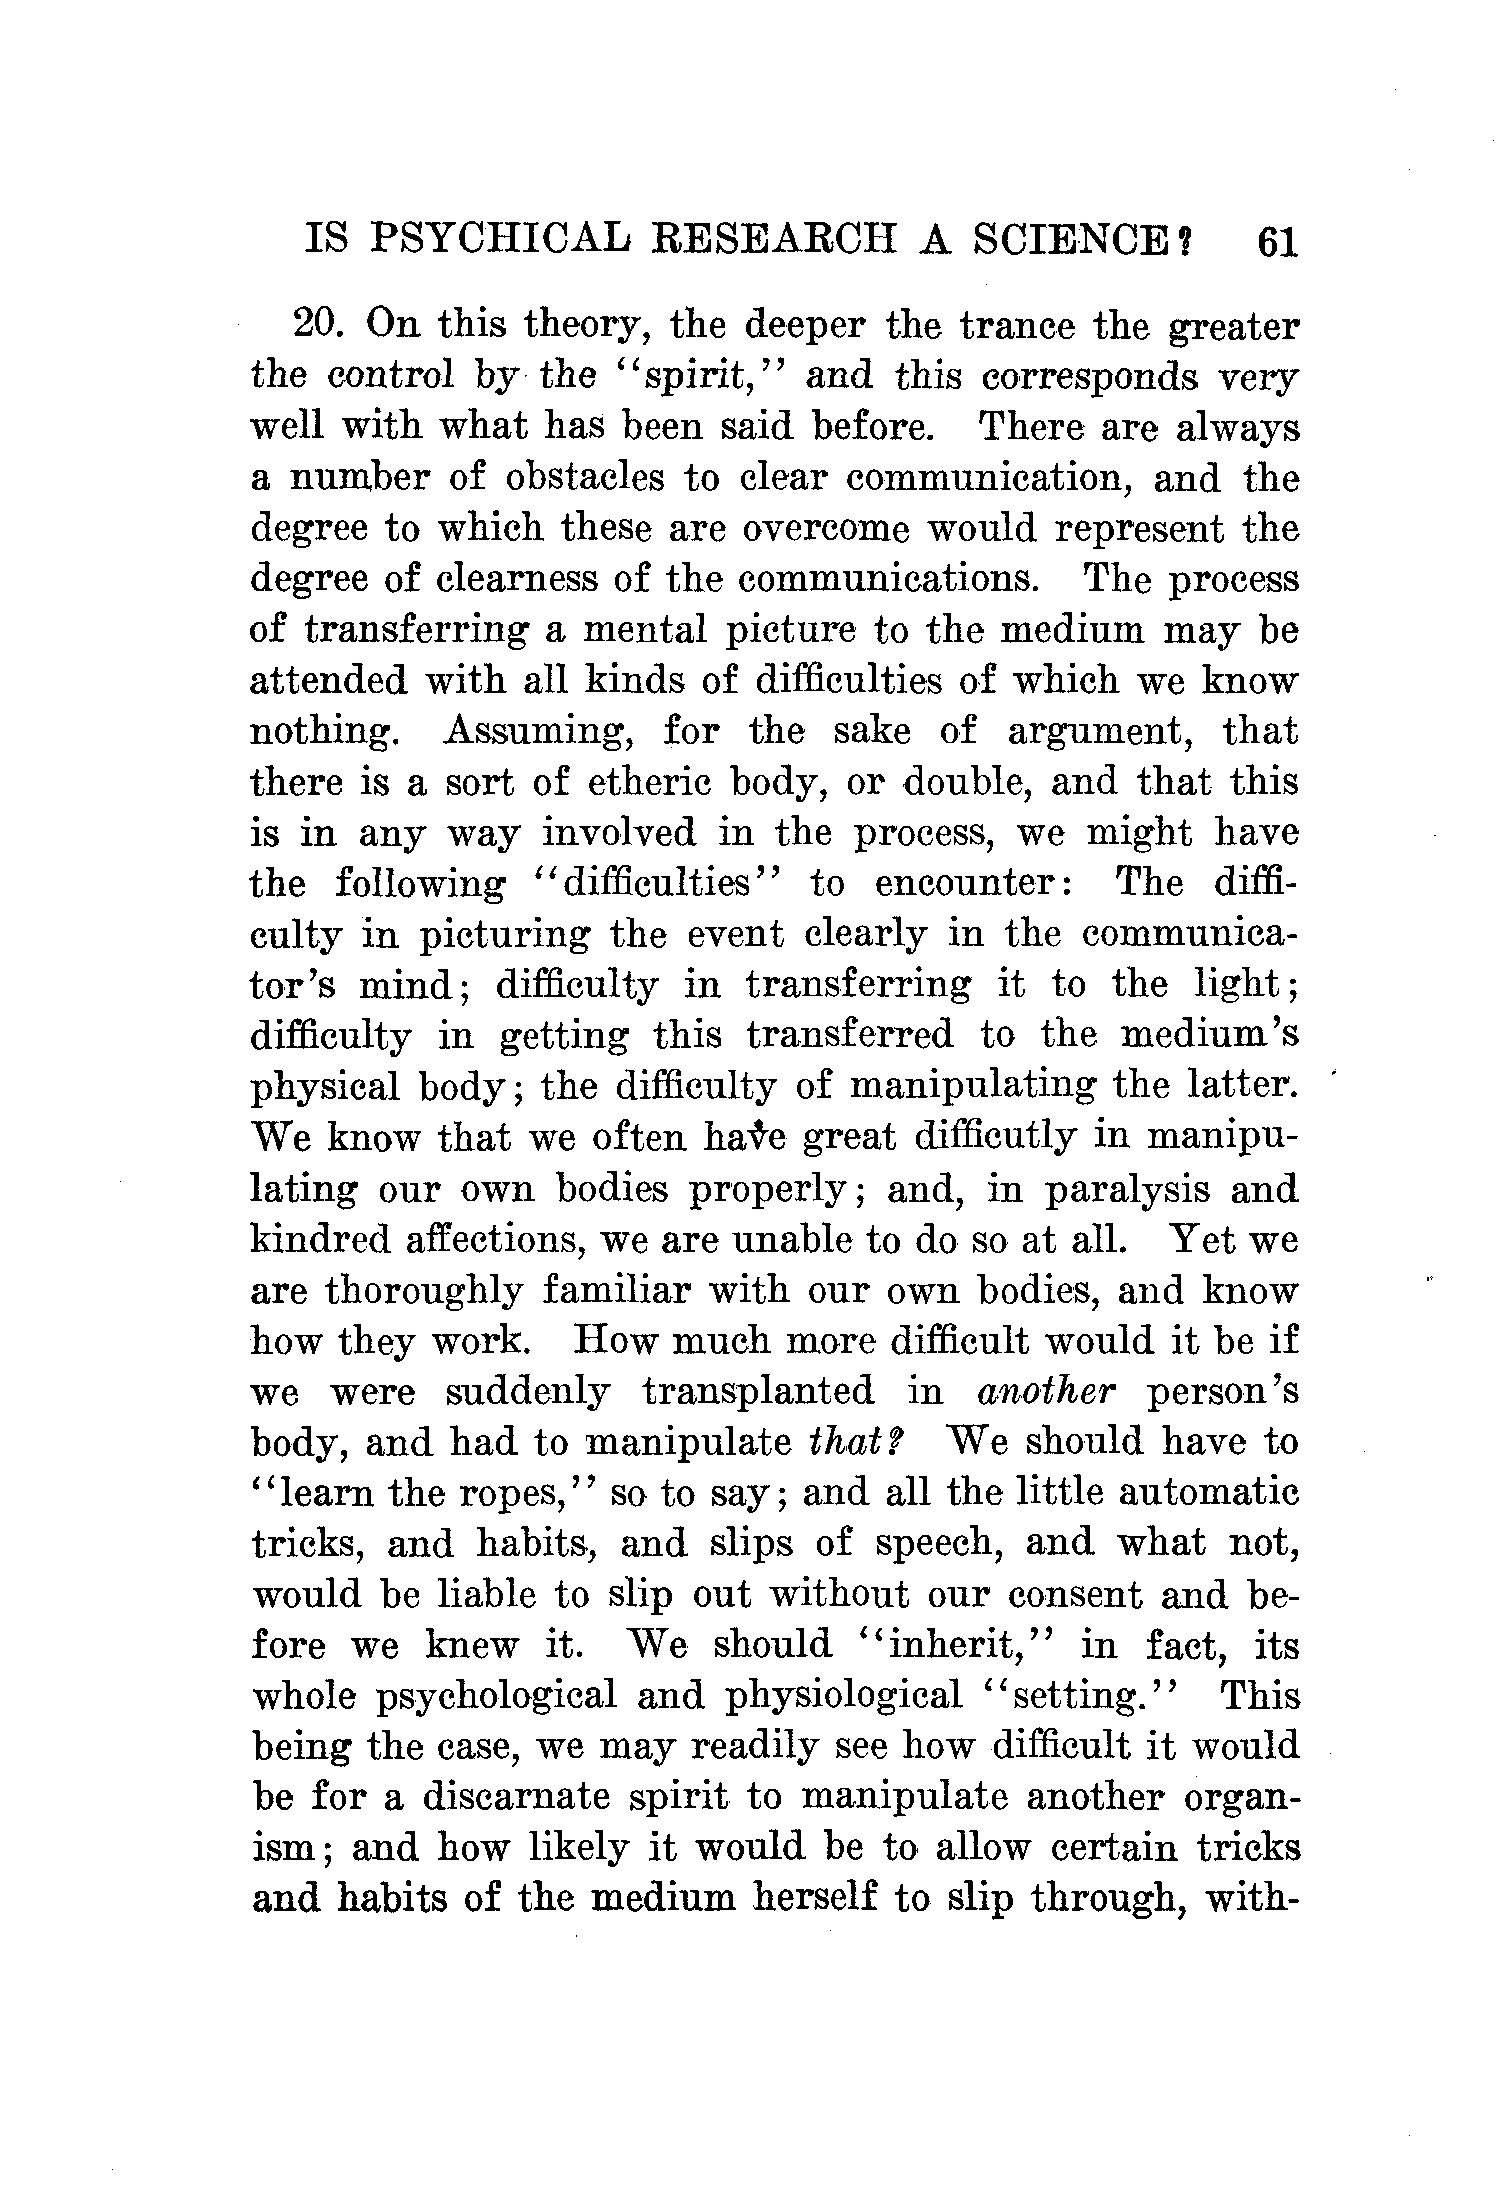 IS PSYCHICAL RESEARCH A SCIENCE? 61
20. On this theory, the deeper the trance the greater
the control by the "spirit," and this corresponds very
well with what has been said before. There are always
a number of obstacles to clear communication, and the
degree to which these are overcome would represent the
degree of clearness of the communications. The process
of transferring a mental picture to the medium may be
attended with all kinds of difficulties of which we know
nothing. Assuming, for the sake of argument, that
there is a sort of etheric body, or double, and that this
is in any way involved in the process, we might have
the following "difficulties" to encounter: The diffi-
culty in picturing the event clearly in the communica-
tor's mind; difficulty in transferring it to the light;
difficulty in getting this transferred to the medium's
physical body; the difficulty of manipulating the latter.
We know that we often have great difficutly in manipu-
lating our own bodies properly; and, in paralysis and
kindred affections, we are unable to do so at all. Yet we
are thoroughly familiar with our own bodies, and know
how they work. How much more difficult would it be if
we were suddenly transplanted in another person's
body, and had to manipulate that? We should have to
"learn the ropes," so to say; and all the little automatic
tricks, and habits, and slips of speech, and what not,
would be liable to slip out without our consent and be-
fore we knew it. We should "inherit," in fact, its
whole psychological and physiological "setting." This
being the case, we may readily see how difficult it would
be for a discarnate spirit to manipulate another organ-
ism; and how likely it would be to allow certain tricks
and habits of the medium herself to slip through, with-